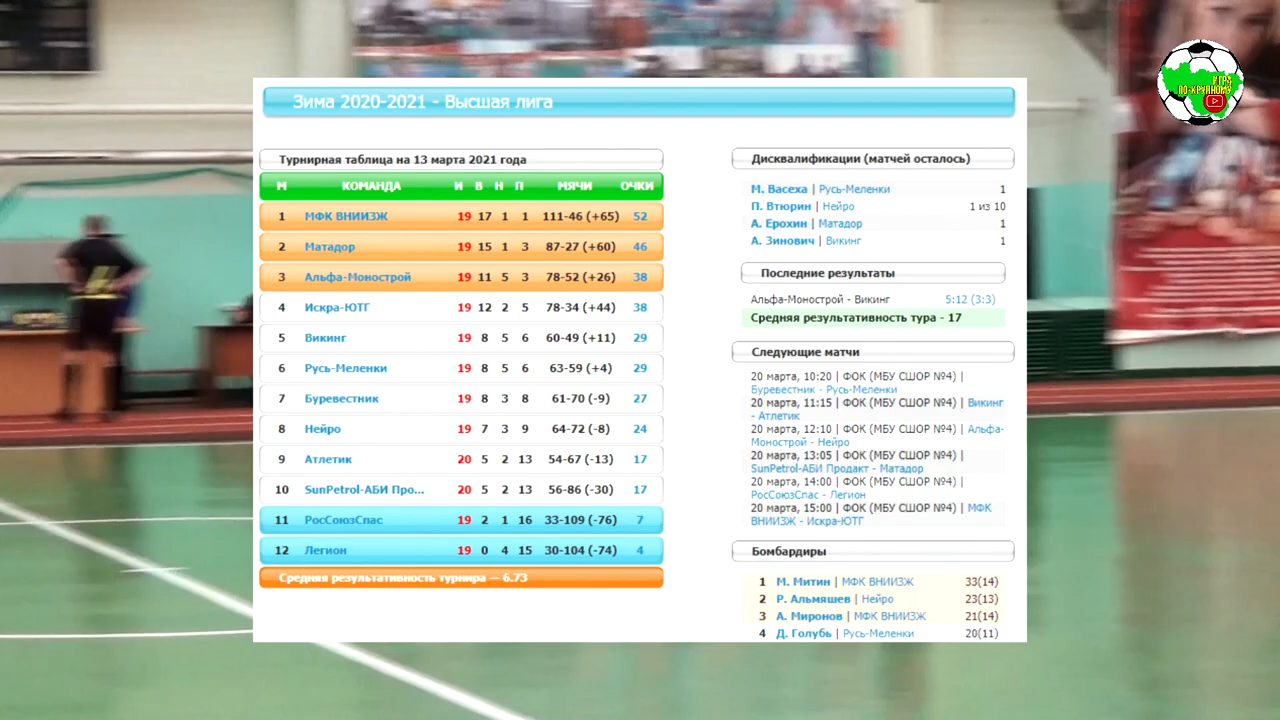 Зима 2020-2021 - Высшая лига
Турнирная таблица на 13 марта 2021 года
М КОМАНДА И В Н П МЯЧИ ОЧКИ
1 МФК ВНИИЗЖ 19 17 1 1 111-46 (+65) 52
2 Матадор 19 15 1 3 87-27 (+60) 46
3 Альфа-Монострой 19 11 5 3 78-52 (+26) 38
4 Искра-ЮТГ 19 12 2 5 78-34 (+44) 38
5 Викинг 19 8 5 6 60-49 (+11) 29
6 Русь-Меленки 19 8 5 6 63-59 (+4) 29
7 Буревестник 19 8 3 8 61-70 (-9) 27
8 Нейро 19 7 3 9 64-72 (-8) 24
9 Атлетик 20 5 2 13 54-67 (-13) 17
10 SunPetrol-АБИ Про... 20 5 2 13 56-86 (-30) 17
11 РосСоюзСпас 19 2 1 16 33-109 (-76) 7
12 Легион 19 0 4 15 30-104 (-74) 4
Средняя результативность турнира — 6.73
Дисквалификации (матчей осталось)
М. Васеха | Русь-Меленки 1
П. Втюрин | Нейро 1 из 10
А. Ерохин | Матадор 1
А. Зинович | Викинг 1
Последние результаты
Альфа-Монострой - Викинг 5:12 (3:3)
Средняя результативность тура - 17
Следующие матчи
20 марта, 10:20 | ФОК (МБУ СШОР №4) |
Буревестник - Русь-Меленки
20 марта, 11:15 | ФОК (МБУ СШОР №4) | Викинг
- Атлетик
20 марта, 12:10 | ФОК (МБУ СШОР №4) | Альфа-
Монострой - Нейро
20 марта, 13:05 | ФОК (МБУ СШОР №4) |
SunPetrol-АБИ Продакт - Матадор
20 марта, 14:00 | ФОК (МБУ СШОР №4) |
РосСоюзСпас - Легион
20 марта, 15:00 | ФОК (МБУ СШОР №4) | МФК
ВНИИЗЖ - Искра-ЮТГ
Бомбардиры
1 М. Митин | МФК ВНИИЗЖ 33(14)
2 Р. Альмяшев | Нейро 23(13)
3 А. Миронов | МФК ВНИИЗЖ 21(14)
4 Д. Голубь | Русь-Меленки 20(11)
ИГРА
ПО-КРУПНОМУ